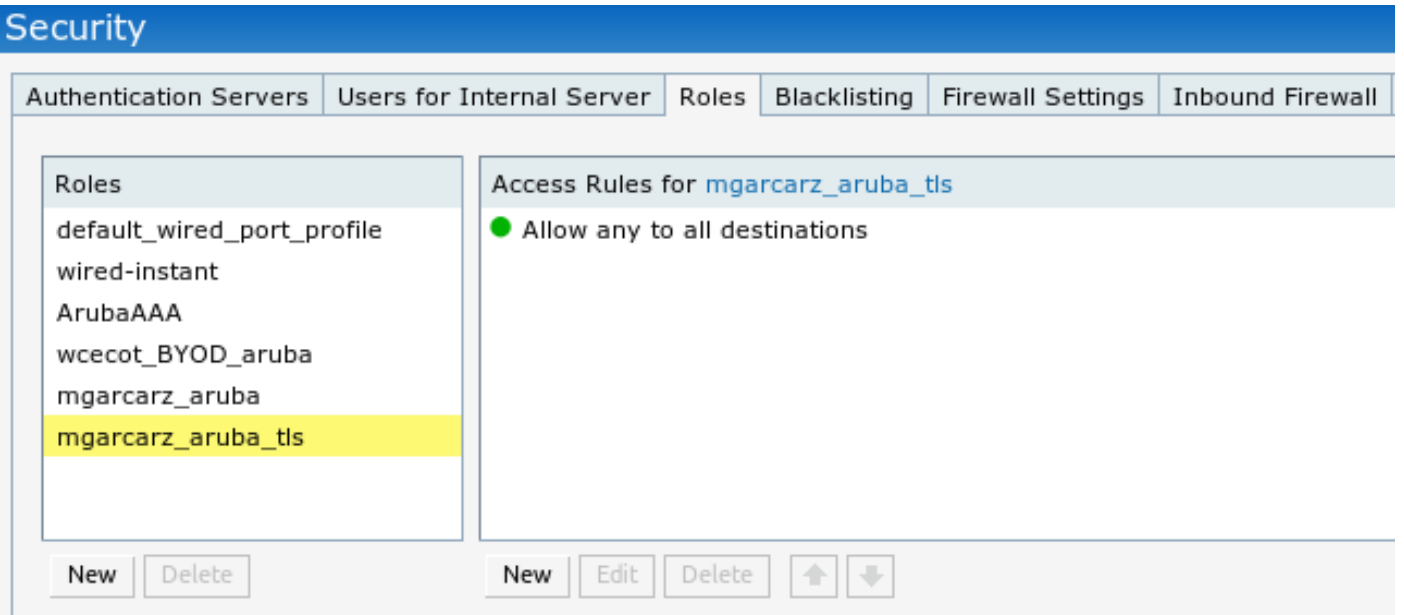 Security
Authentication Servers Users for Internal Server Roles Blacklisting Firewall Settings Inbound Firewall
Roles
default_wired_port_profile
wired-instant
ArubaAAA
wcecot_BYOD_aruba
mgarcarz_aruba
mgarcarz_aruba_tls
New Delete
Access Rules for mgarcarz_aruba_tls
Allow any to all destinations
New Edit Delete